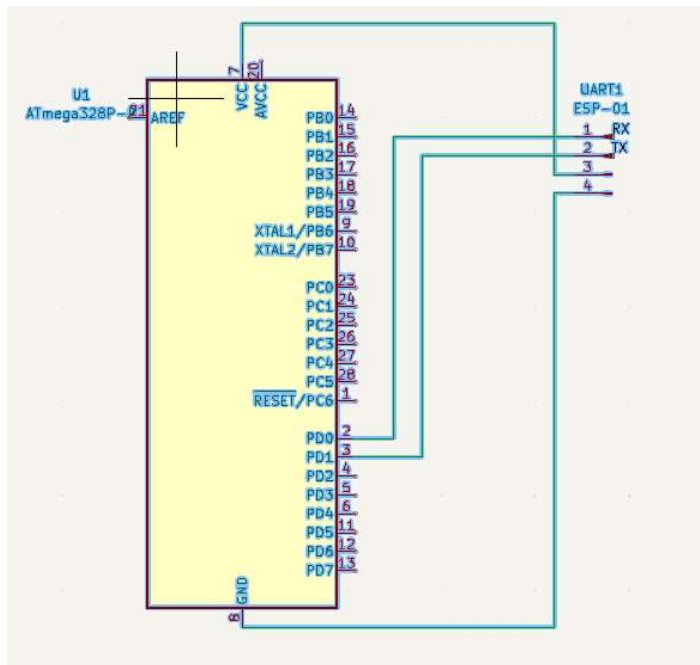 U1
ATmega328P-P
21
AREF
7
VCC
20
AVCC
PB0 14
PB1 15
PB2 16
PB3 17
PB4 18
PB5 19
XTAL1/PB6 9
XTAL2/PB7 10
PC0 23
PC1 24
PC2 25
PC3 26
PC4 27
PC5 28
RESET/PC6 1
PD0 2
PD1 3
PD2 4
PD3 5
PD4 6
PD5 11
PD6 12
PD7 13
GND
8
UART1
ESP-01
1 RX
2 TX
3
4